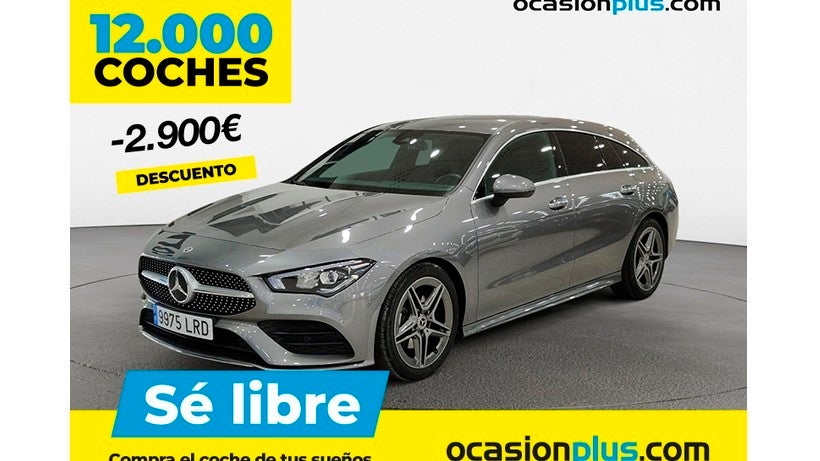 ocasionplus.com
12.000
COCHES
-2.900€
DESCUENTO
9975 LRD
Sé libre
Compra el coche de tus sueños
ocasionplus.com